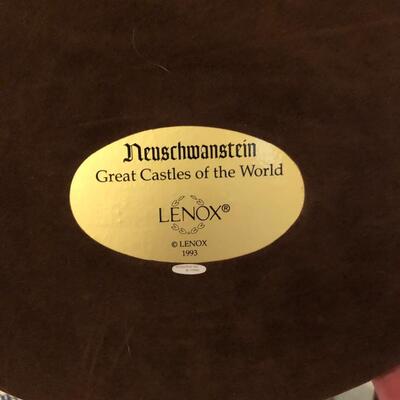 Neuschwanstein
Great Castles of the World
LENOX®
© LENOX
1993